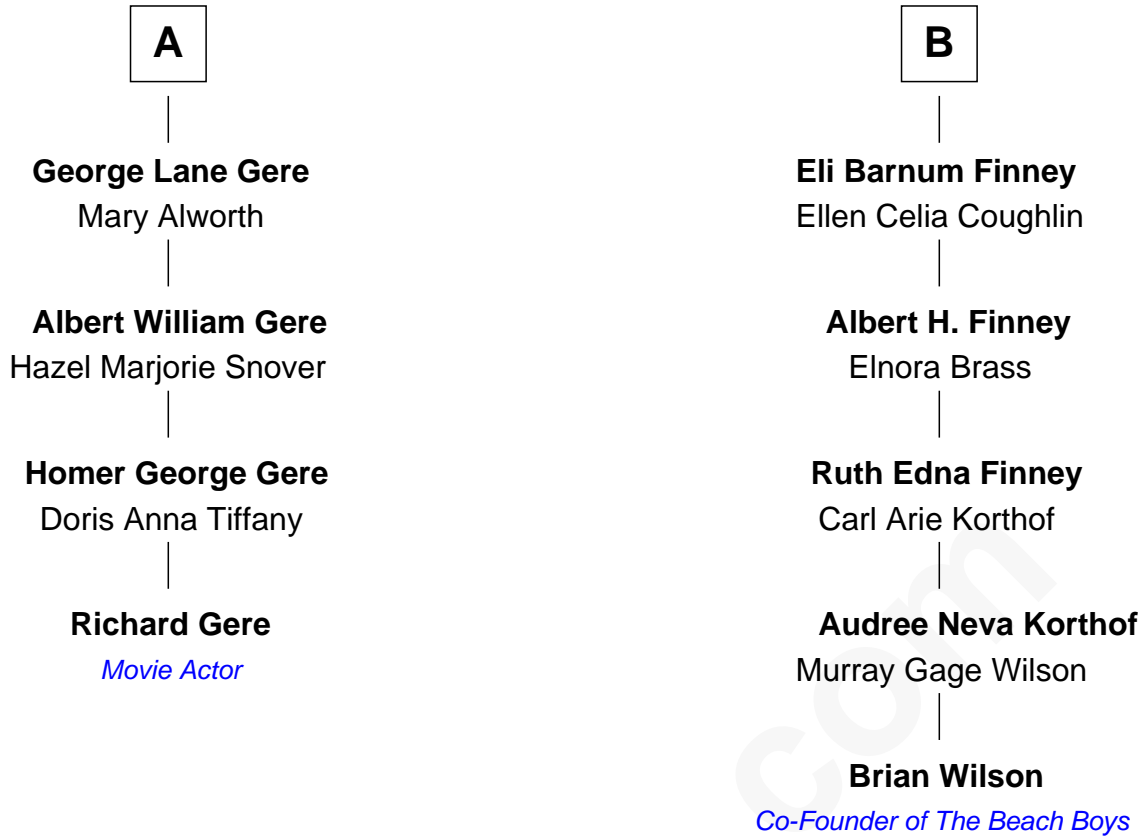 A
George Lane Gere
Mary Alworth
Albert William Gere
Hazel Marjorie Snover
Homer George Gere
Doris Anna Tiffany
Richard Gere
Movie Actor
B
Eli Barnum Finney
Ellen Celia Coughlin
Albert H. Finney
Elnora Brass
Ruth Edna Finney
Carl Arie Korthof
Audree Neva Korthof
Murray Gage Wilson
Brian Wilson
Co-Founder of The Beach Boys
com